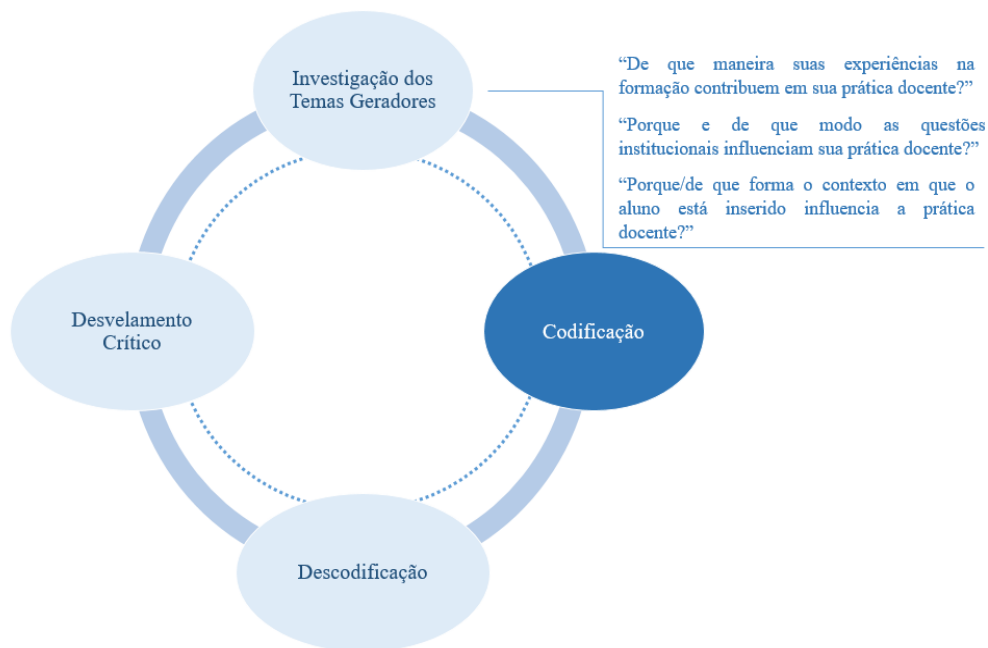 Investigação dos
Temas Geradores
“De que maneira suas experiências na
formação contribuem em sua prática docente?”
“Porque e de que modo as questões
institucionais influenciam sua prática docente?”
“Porque/de que forma o contexto em que o
aluno está inserido influencia a prática
docente?”
Desvelamento
Crítico
Codificação
Descodificação